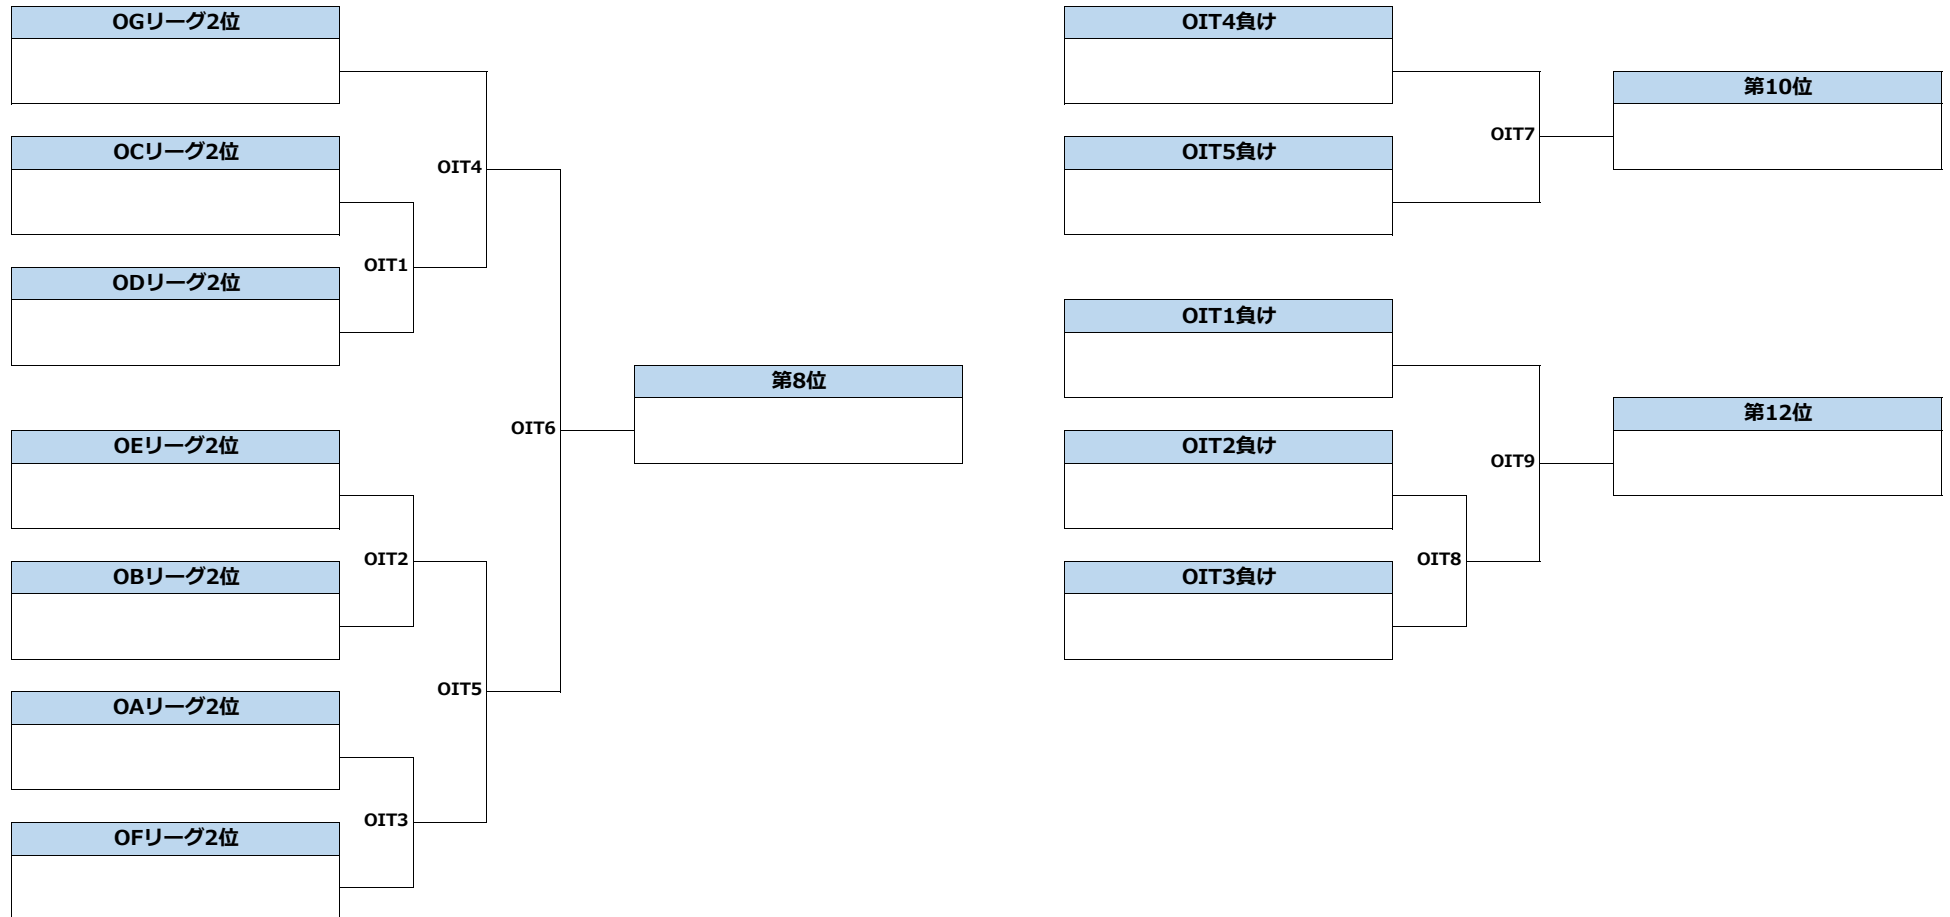 OGリーグ2位
OCリーグ2位
OIT4
OIT1
ODリーグ2位
第8位
OIT6
OEリーグ2位
OIT2
OBリーグ2位
OIT5
OAリーグ2位
OIT3
OFリーグ2位
OIT4負け
第10位
OIT7
OIT5負け
OIT1負け
第12位
OIT2負け
OIT9
OIT8
OIT3負け